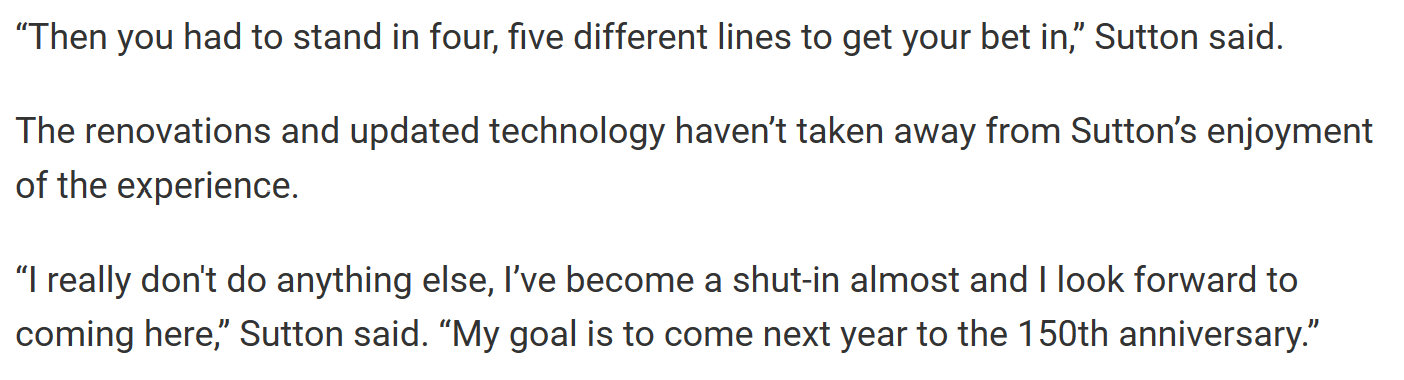 “Then you had to stand in four, five different lines to get your bet in,” Sutton said.
The renovations and updated technology haven’t taken away from Sutton’s enjoyment
of the experience.
“I really don't do anything else, I’ve become a shut-in almost and I look forward to
coming here,” Sutton said. “My goal is to come next year to the 150th anniversary.”